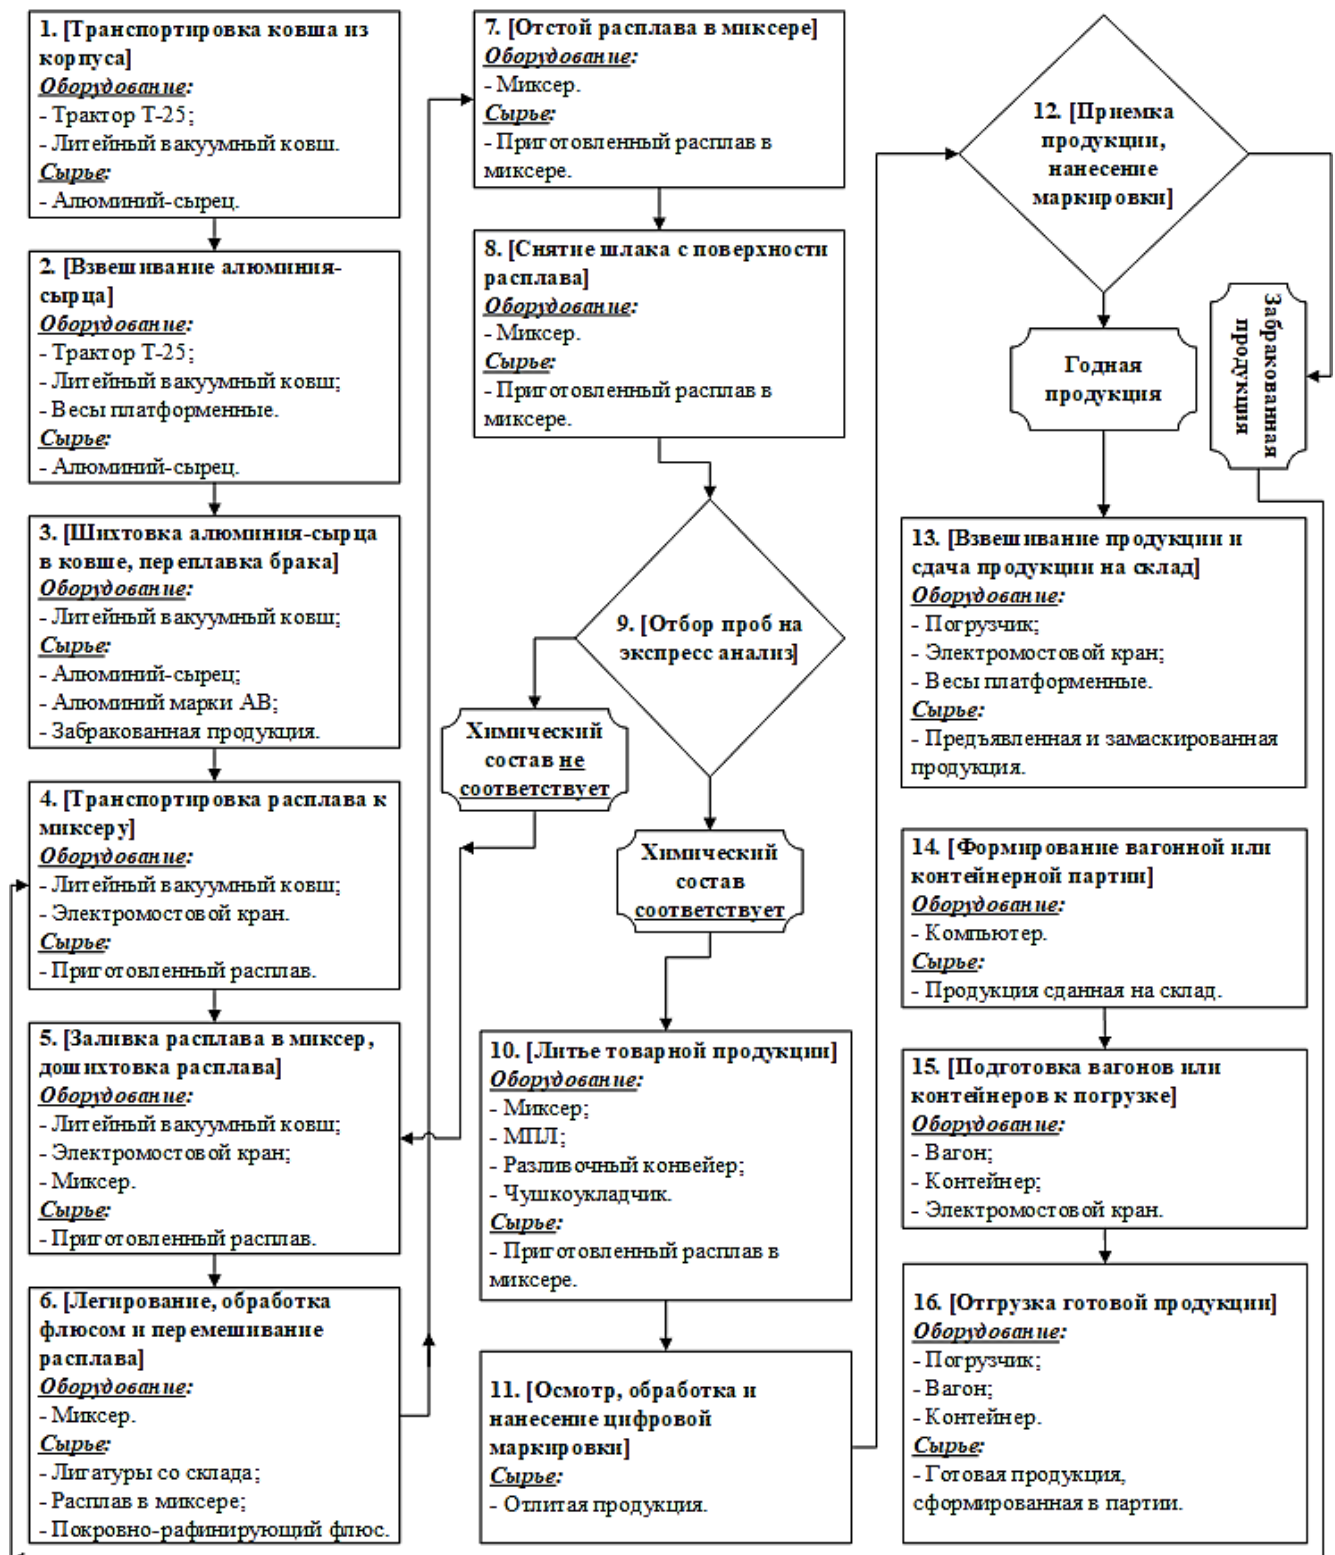 1. [Транспортировка ковша из
корпуса]
Оборудование:
- Трактор Т-25;
- Литейный вакуумный ковш.
Сырье:
- Алюминий-сырец.
2. [Взвешивание алюминия-
сырца]
Оборудование:
- Трактор Т-25;
- Литейный вакуумный ковш;
- Весы платформенные.
Сырье:
- Алюминий-сырец.
3. [Шихтовка алюминия-сырца
в ковше, переплавка брака]
Оборудование:
- Литейный вакуумный ковш;
Сырье:
- Алюминий-сырец;
- Алюминий марки АВ;
- Забракованная продукция.
4. [Транспортировка расплава к
миксеру]
Оборудование:
- Литейный вакуумный ковш;
- Электромостовой кран.
Сырье:
- Приготовленный расплав.
5. [Заливка расплава в миксер,
дошихтовка расплава]
Оборудование:
- Литейный вакуумный ковш;
- Электромостовой кран;
- Миксер.
Сырье:
- Приготовленный расплав.
6. [Легирование, обработка
флюсом и перемешивание
расплава]
Оборудование:
- Миксер.
Сырье:
- Лигатуры со склада;
- Расплав в миксере;
- Покровно-рафинирующий флюс.
7. [Отстой расплава в миксере]
Оборудование:
- Миксер.
Сырье:
- Приготовленный расплав в
миксере.
8. [Снятие шлака с поверхности
расплава]
Оборудование:
- Миксер.
Сырье:
- Приготовленный расплав в
миксере.
9. [Отбор проб на
экспресс анализ]
Химический
состав не
соответствует
Химический
состав
соответствует
10. [Литье товарной продукции]
Оборудование:
- Миксер;
- МПЛ;
- Разливочный конвейер;
- Чушкоукладчик.
Сырье:
- Приготовленный расплав в
миксере.
11. [Осмотр, обработка и
нанесение цифровой
маркировки]
Сырье:
- Отлитая продукция.
12. [Приемка
продукции,
нанесение
маркировки]
Годная
продукция
Забракованная
продукция
13. [Взвешивание продукции и
сдача продукции на склад]
Оборудование:
- Погрузчик;
- Электромостовой кран;
- Весы платформенные.
Сырье:
- Предъявленная и замаскированная
продукция.
14. [Формирование вагонной или
контейнерной партии]
Оборудование:
- Компьютер.
Сырье:
- Продукция сданная на склад.
15. [Подготовка вагонов или
контейнеров к погрузке]
Оборудование:
- Вагон;
- Контейнер;
- Электромостовой кран.
16. [Отгрузка готовой продукции]
Оборудование:
- Погрузчик;
- Вагон;
- Контейнер.
Сырье:
- Готовая продукция,
сформированная в партии.